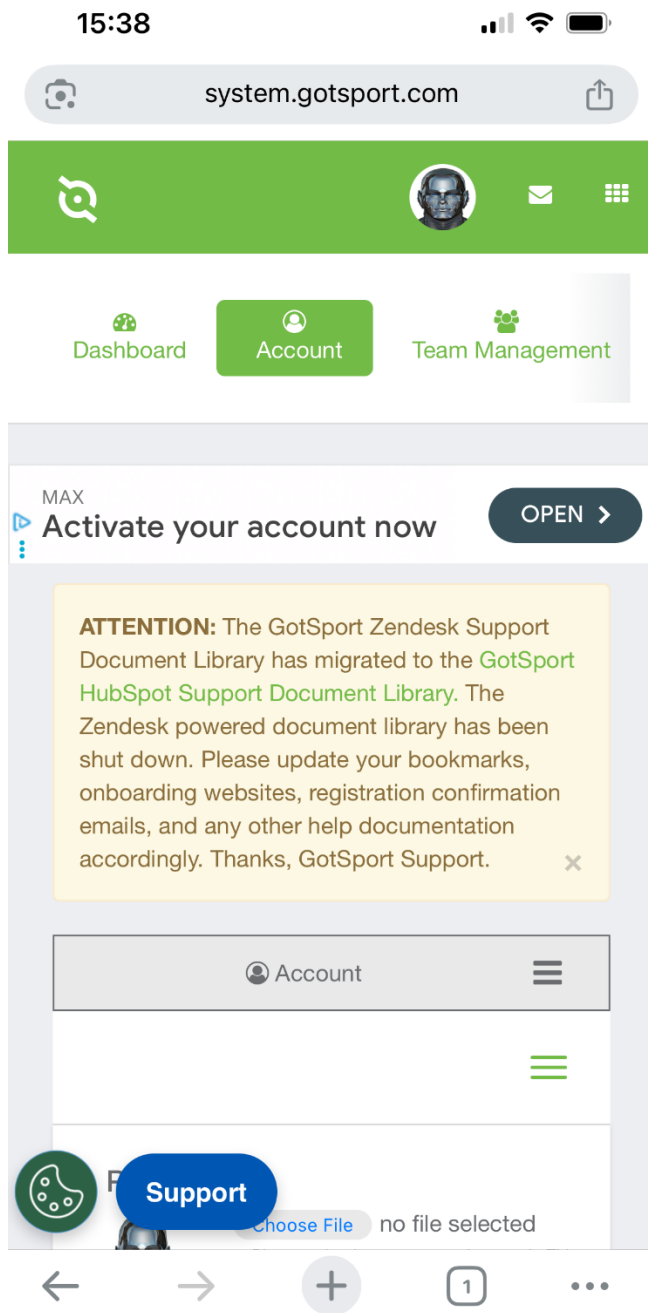 15:38
system.gotsport.com
Dashboard
Account
Team Management
MAX
Activate your account now
OPEN
ATTENTION: The GotSport Zendesk Support
Document Library has migrated to the GotSport
HubSpot Support Document Library. The
Zendesk powered document library has been
shut down. Please update your bookmarks,
onboarding websites, registration confirmation
emails, and any other help documentation
accordingly. Thanks, GotSport Support.
Account
Support
Choose File no file selected
1